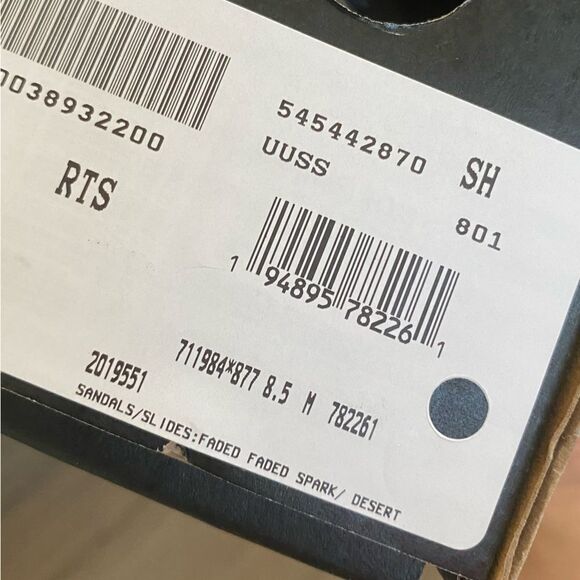 0038932200
RTS
545442870 SH
UUSS
801
1 94895 78226 1
711984*877 8.5 M 782261
2019551
SANDALS/SLIDES:FADED FADED SPARK/ DESERT